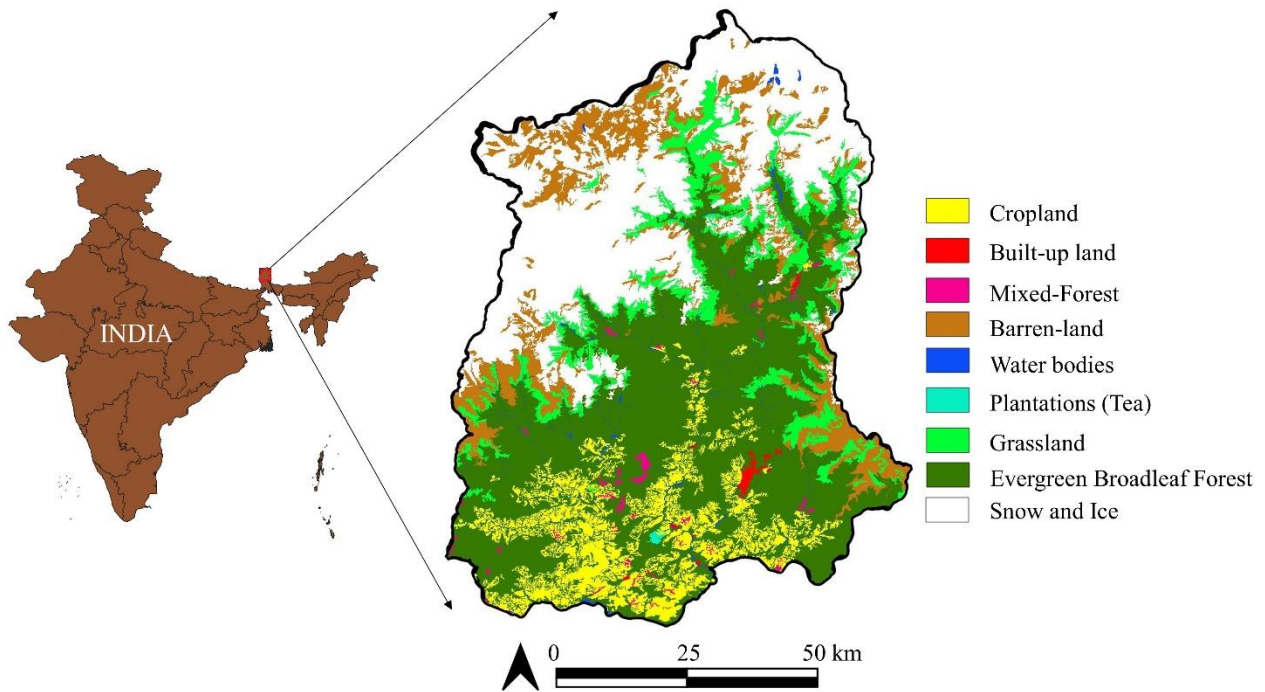 INDIA
Cropland
Built-up land
Mixed-Forest
Barren-land
Water bodies
Plantations (Tea)
Grassland
Evergreen Broadleaf Forest
Snow and Ice
0 25 50 km